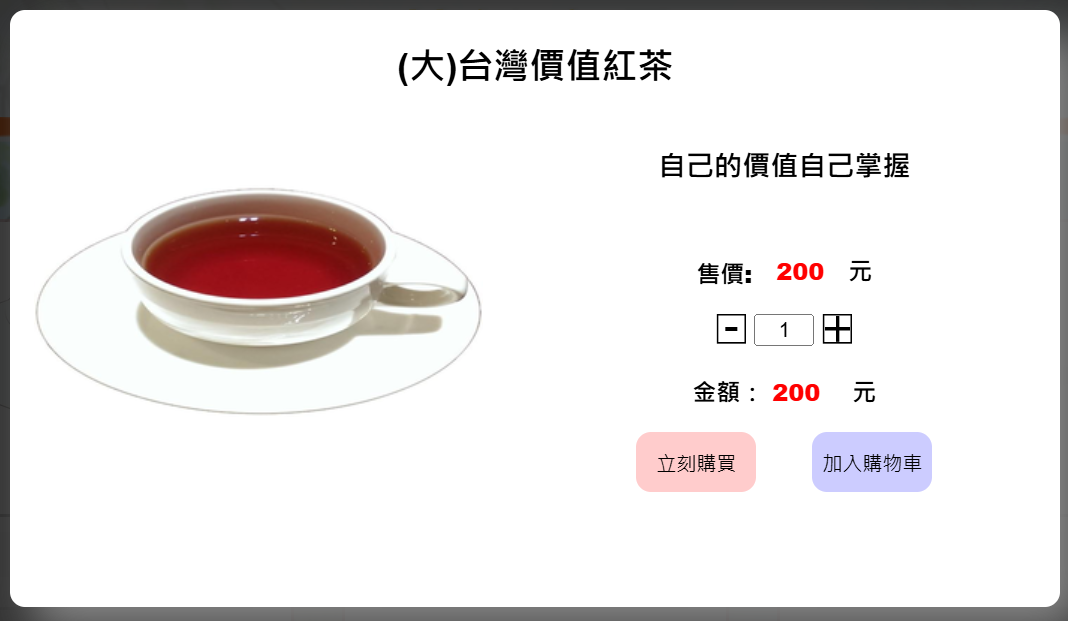 (大)台灣價值紅茶
自己的價值自己掌握
售價: 200 元
- 1 +
金額： 200 元
立刻購買 加入購物車